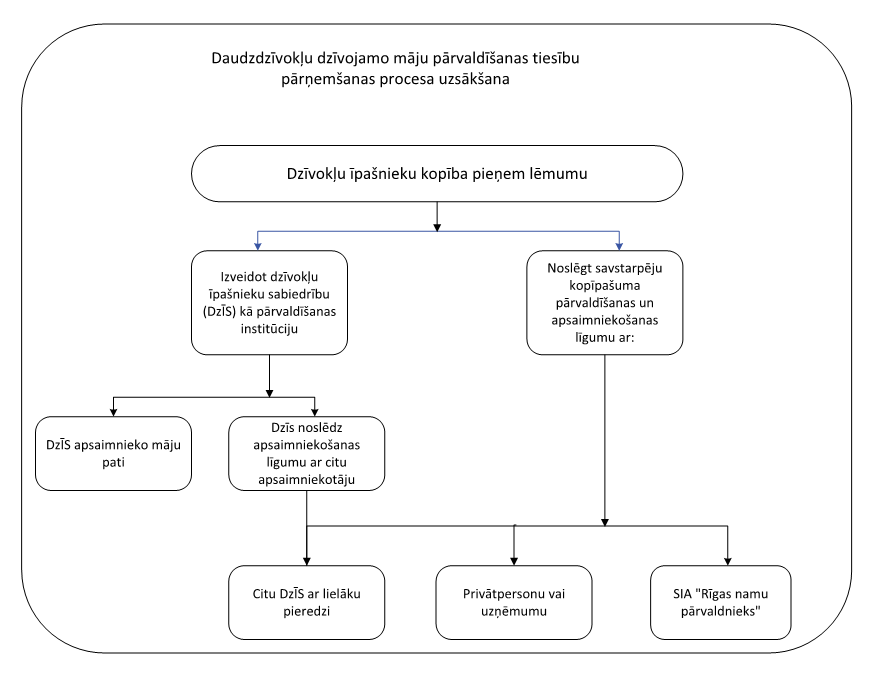 Daudzdzīvokļu dzīvojamo māju pārvaldīšanas tiesību
pārņemšanas procesa uzsākšana
Dzīvokļu īpašnieku kopība pieņem lēmumu
Izveidot dzīvokļu
īpašnieku sabiedrību
(DzĪS) kā pārvaldīšanas
institūciju
Noslēgt savstarpēju
kopīpašuma
pārvaldīšanas un
apsaimniekošanas
līgumu ar:
DzĪS apsaimnieko māju
pati
Dzīs noslēdz
apsaimniekošanas
līgumu ar citu
apsaimniekotāju
Citu DzĪS ar lielāku
pieredzi
Privātpersonu vai
uzņēmumu
SIA "Rīgas namu
pārvaldnieks"